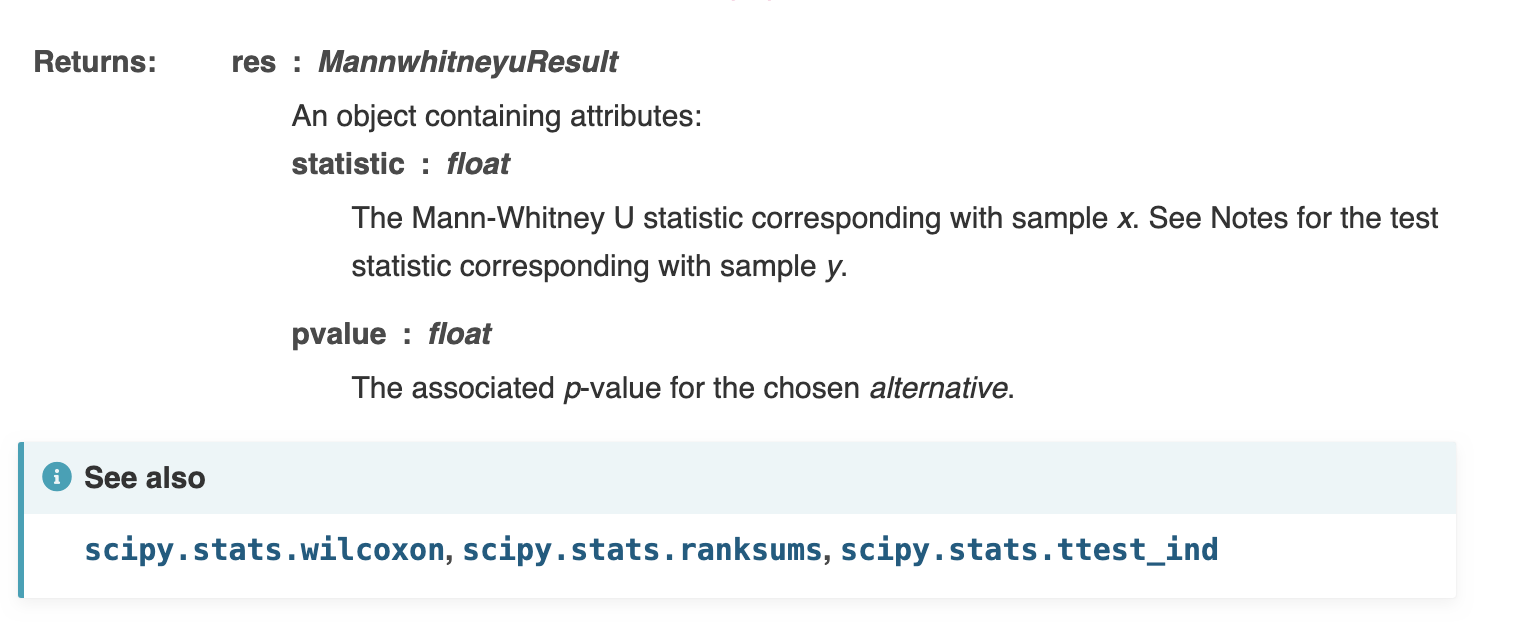 Returns: res : MannwhitneyuResult
An object containing attributes:
statistic : float
The Mann-Whitney U statistic corresponding with sample x. See Notes for the test
statistic corresponding with sample y.
pvalue : float
The associated p-value for the chosen alternative.
See also
scipy.stats.wilcoxon, scipy.stats.ranksums, scipy.stats.ttest_ind